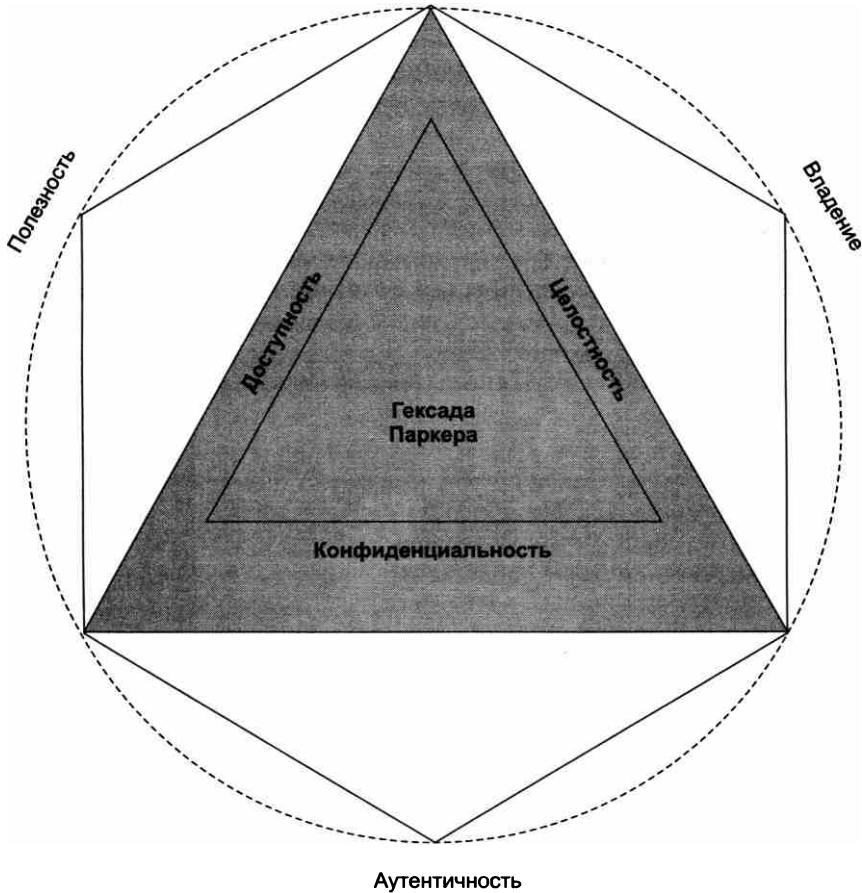 Полезность
Владение
Доступность
Целостность
Гексада
Паркера
Конфиденциальность
Аутентичность